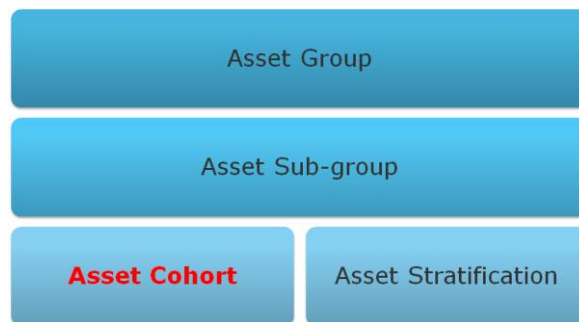 Asset Group
Asset Sub-group
Asset Cohort
Asset Stratification